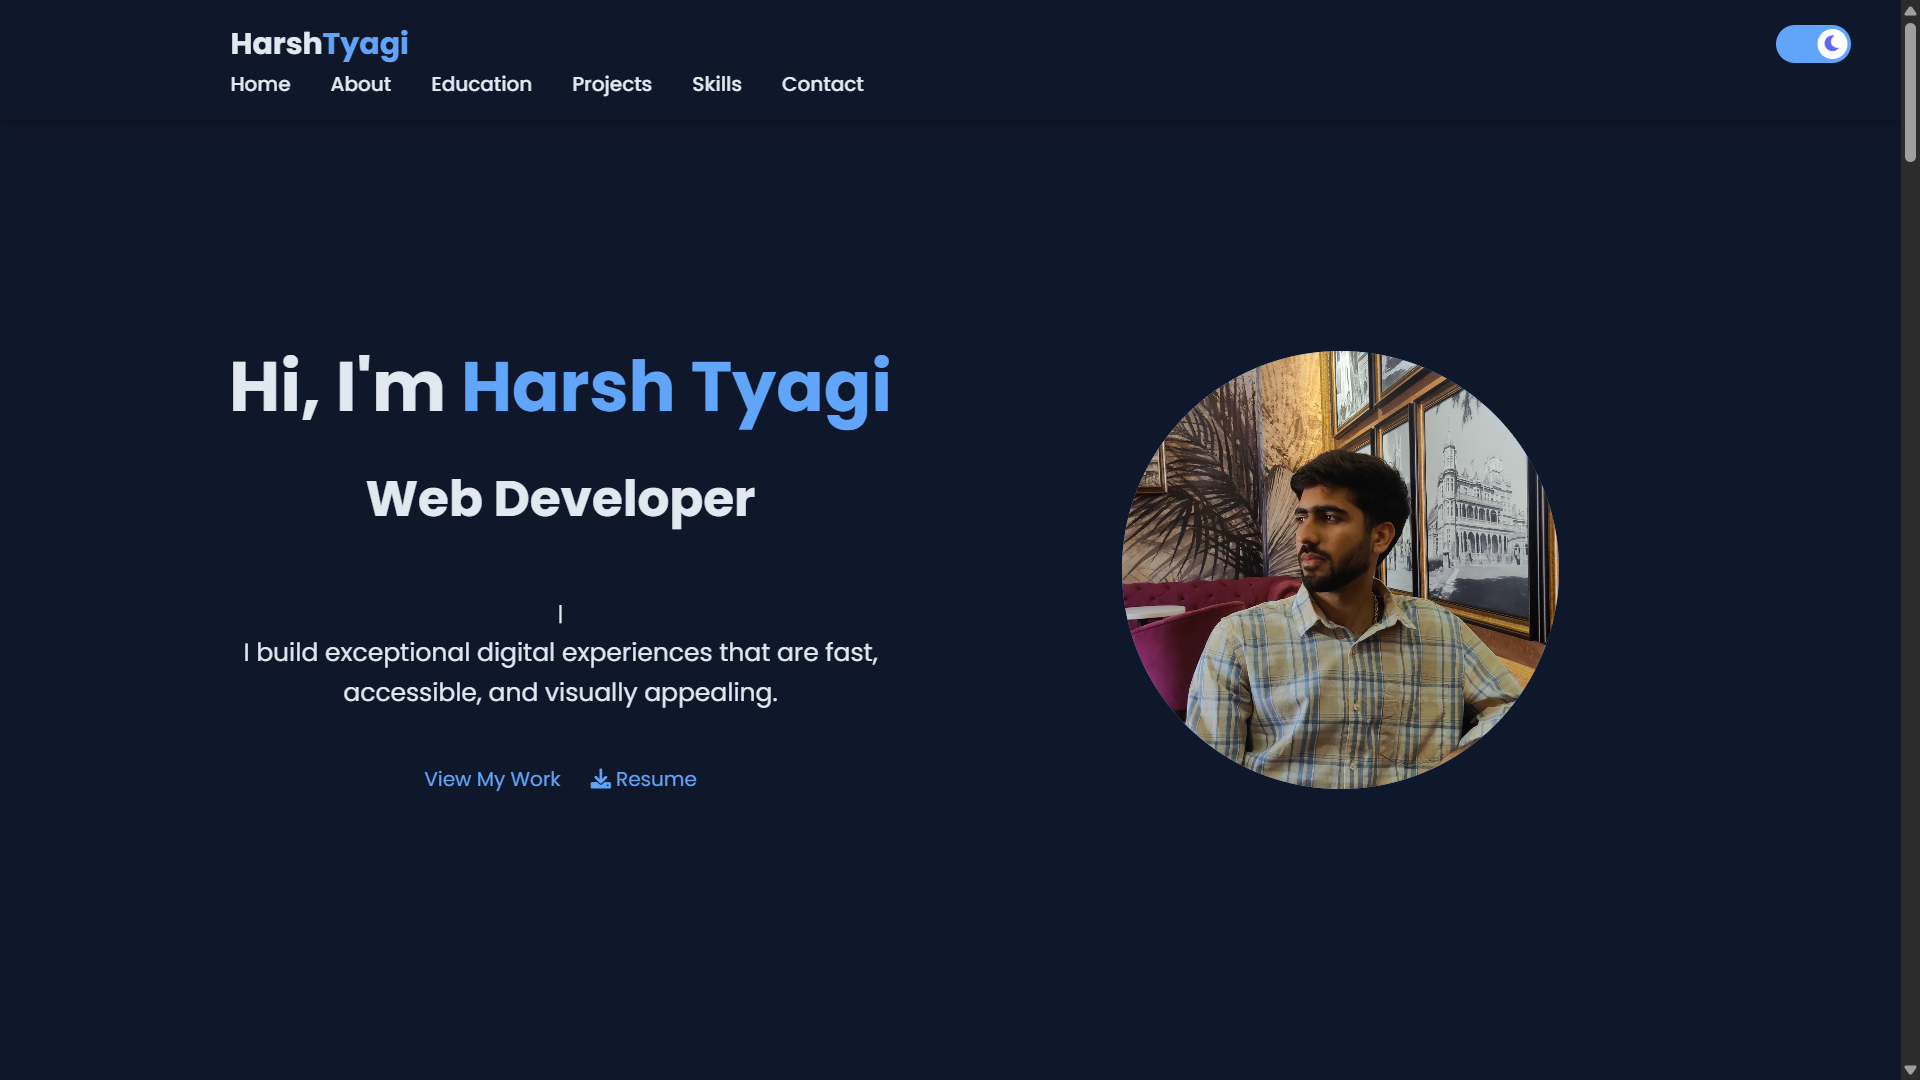 HarshTyagi
Home About Education Projects Skills Contact
Hi, I'm Harsh Tyagi
Web Developer
|
I build exceptional digital experiences that are fast,
accessible, and visually appealing.
View My Work Resume